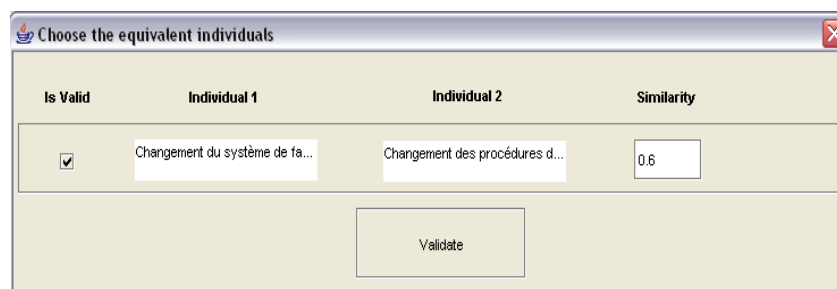 Choose the equivalent individuals
Is Valid Individual 1 Individual 2 Similarity
Changement du système de fa... Changement des procédures d... 0.6
Validate